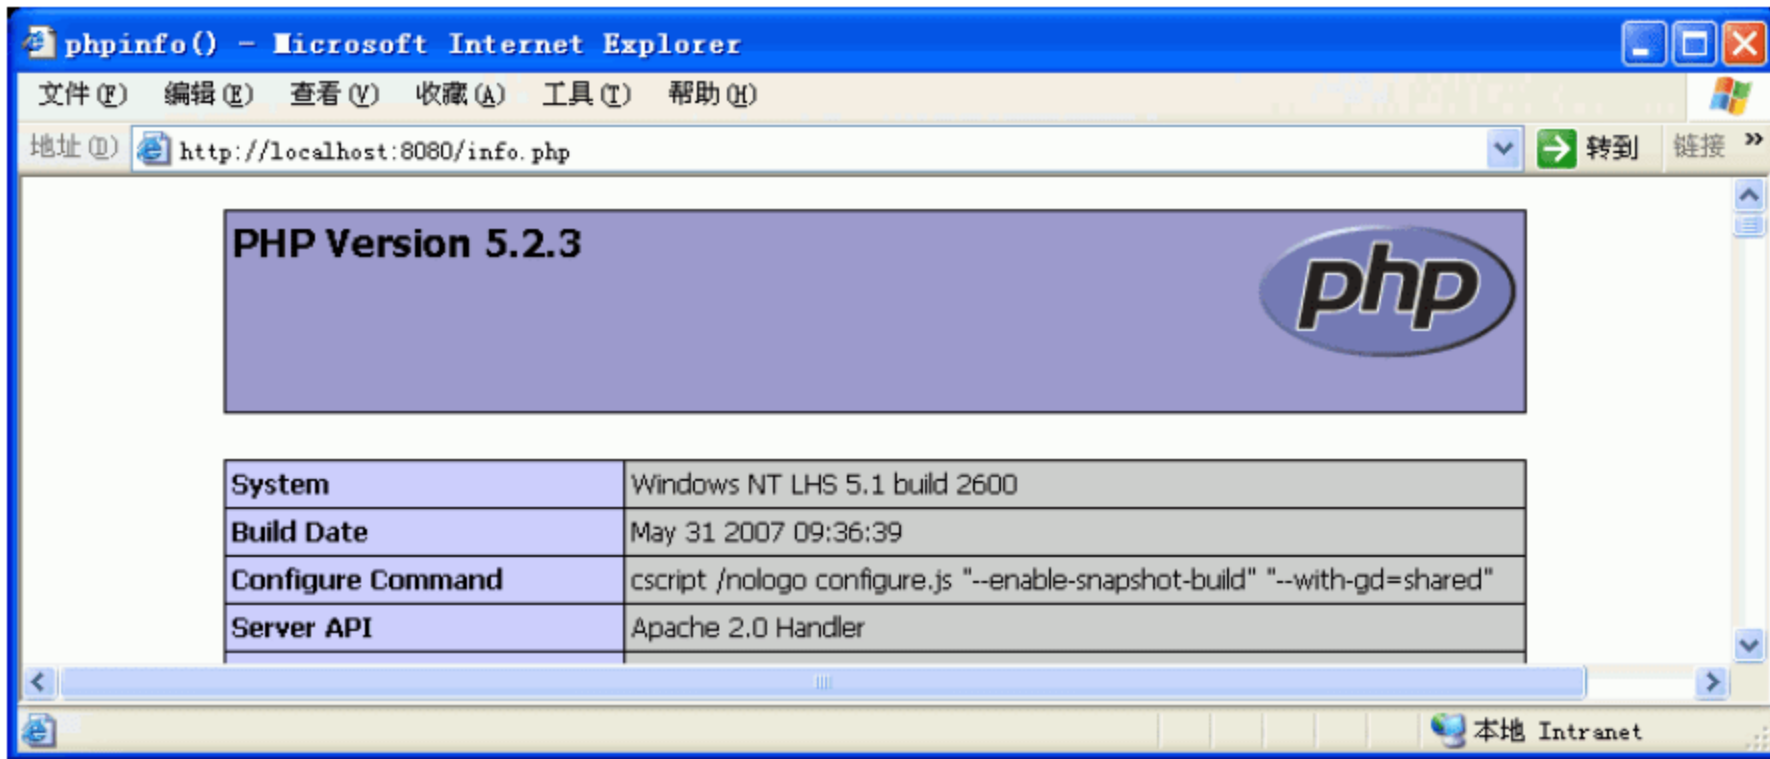 phpinfo() - Microsoft Internet Explorer
文件(F) 编辑(E) 查看(V) 收藏(A) 工具(T) 帮助(H)
地址(D) http://localhost:8080/info.php 转到 链接 »
PHP Version 5.2.3
php
System Windows NT LHS 5.1 build 2600
Build Date May 31 2007 09:36:39
Configure Command cscript /nologo configure.js "--enable-snapshot-build" "--with-gd=shared"
Server API Apache 2.0 Handler
本地 Intranet